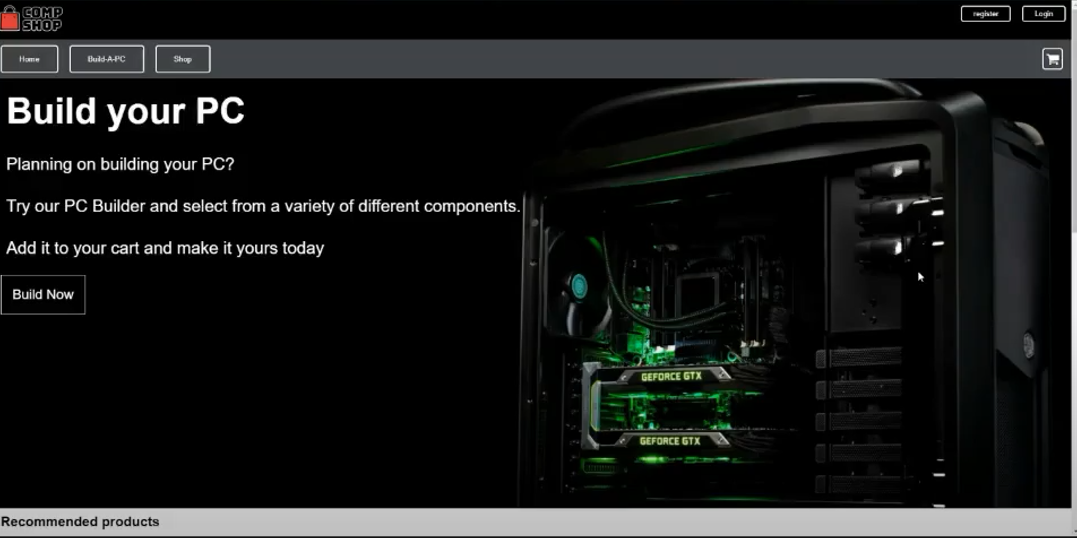 COMP
SHOP
register
Login
Home
Build-A-PC
Shop
Build your PC
Planning on building your PC?
Try our PC Builder and select from a variety of different components.
Add it to your cart and make it yours today
Build Now
GEFORCE GTX
GEFORCE GTX
Recommended products